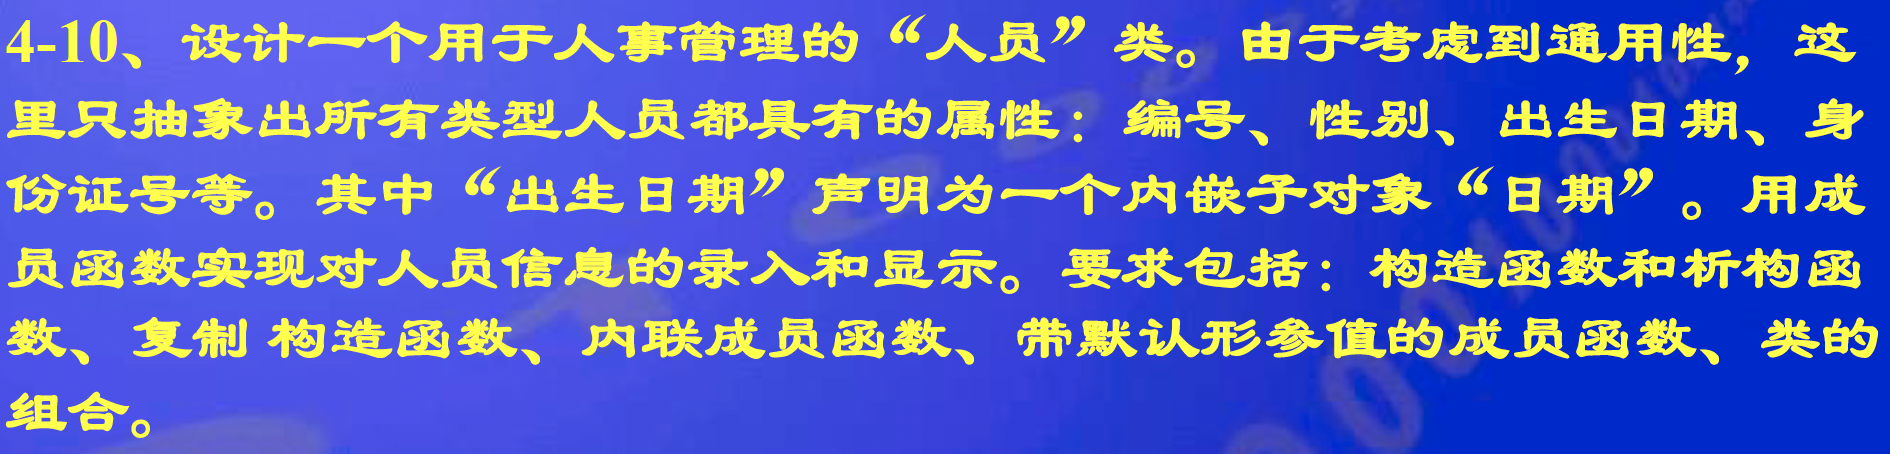 4-10、设计一个用于人事管理的“人员”类。由于考虑到通用性，这
里只抽象出所有类型人员都具有的属性：编号、性别、出生日期、身
份证号等。其中“出生日期”声明为一个内嵌子对象“日期”。用成
员函数实现对人员信息的录入和显示。要求包括：构造函数和析构函
数、复制 构造函数、内联成员函数、带默认形参值的成员函数、类的
组合。